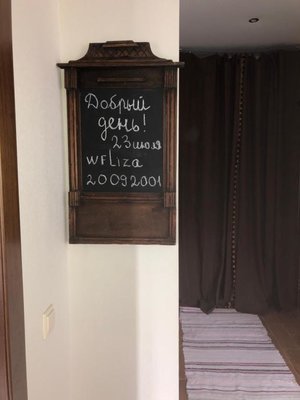 Добрый
день!
23 июля
WFLiza
20092001